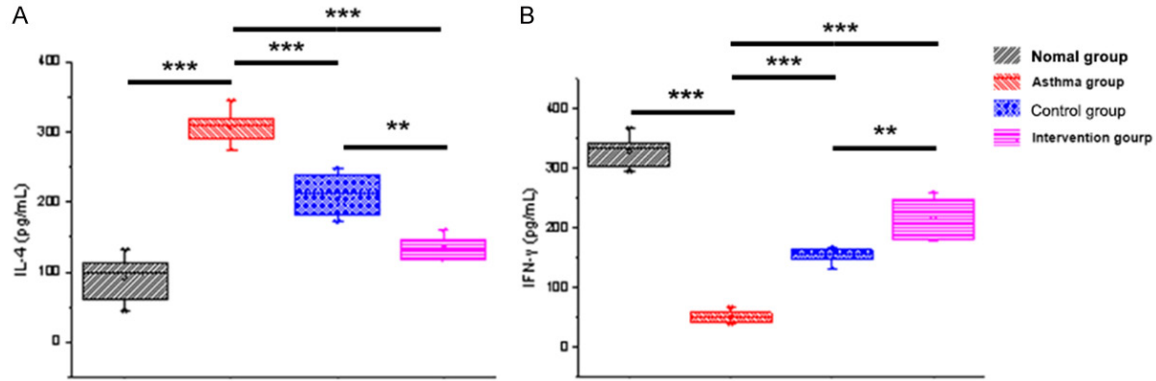 A
B
***
***
***
**
400
300
200
100
0
IL-4 (pg/mL)
***
***
***
**
400
300
200
100
0
IFN-γ (pg/mL)
Nomal group
Asthma group
Control group
Intervention gourp